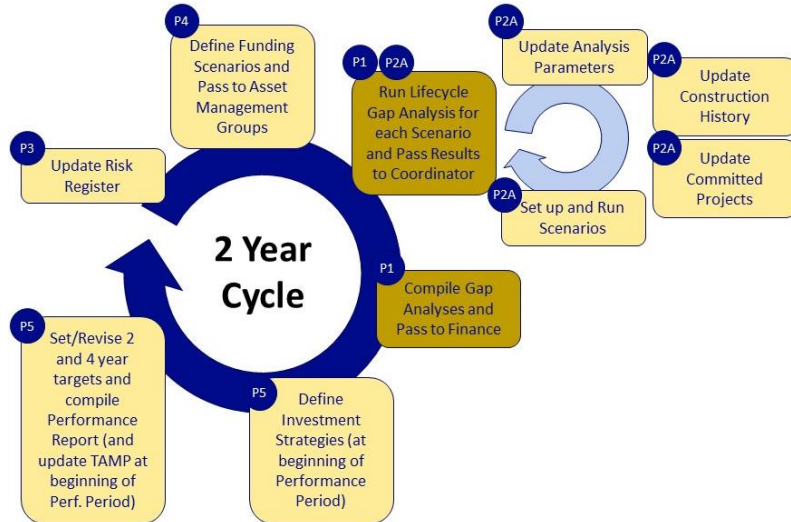 P4
Define Funding
Scenarios and
Pass to Asset
Management
Groups
P1
P2A
Run Lifecycle
Gap Analysis for
each Scenario
and Pass Results
to Coordinator
P2A
Update Analysis
Parameters
P2A
Update
Construction
History
P2A
Update
Committed
Projects
P2A
Set up and Run
Scenarios
P3
Update Risk
Register
2 Year
Cycle
P1
Compile Gap
Analyses and
Pass to Finance
P5
Set/Revise 2
and 4 year
targets and
compile
Performance
Report (and
update TAMP at
beginning of
Perf. Period)
P5
Define
Investment
Strategies (at
beginning of
Performance
Period)